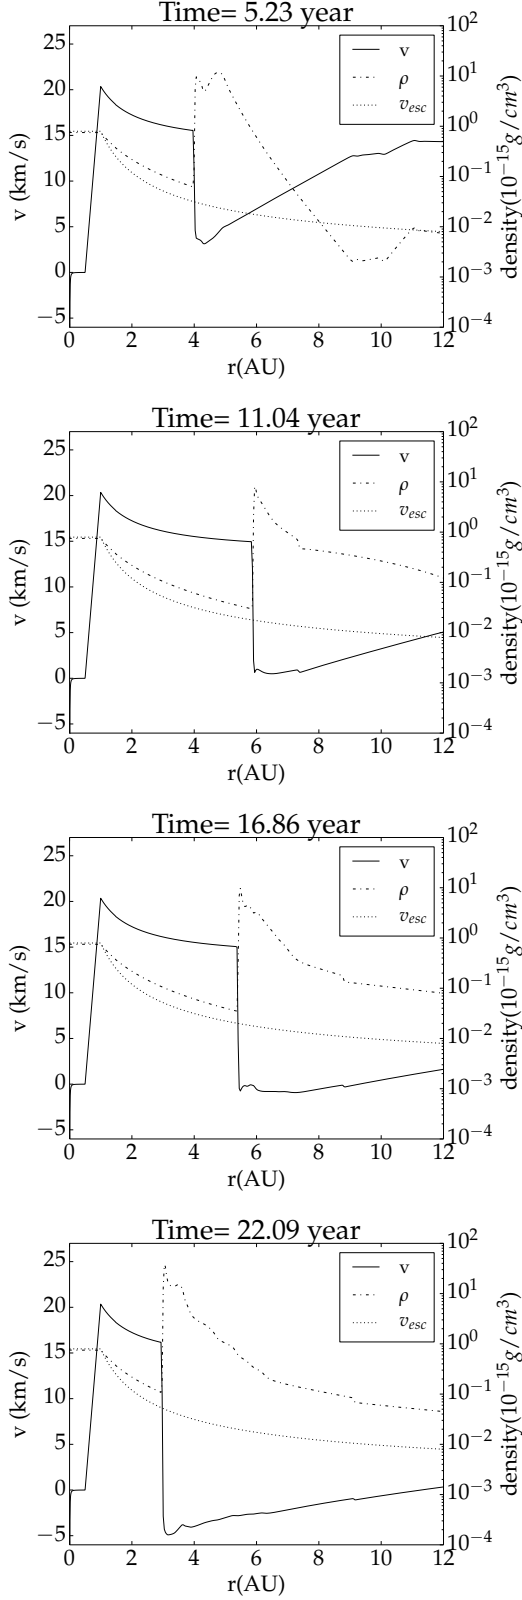 Time= 5.23 year
v
ρ
v_esc
25
20
15
10
5
0
−5
v (km/s)
10^2
10^1
10^0
10^-1
10^-2
10^-3
10^-4
density(10^-15 g/cm^3)
0 2 4 6 8 10 12
r(AU)
Time= 11.04 year
v
ρ
v_esc
25
20
15
10
5
0
−5
v (km/s)
10^2
10^1
10^0
10^-1
10^-2
10^-3
10^-4
density(10^-15 g/cm^3)
0 2 4 6 8 10 12
r(AU)
Time= 16.86 year
v
ρ
v_esc
25
20
15
10
5
0
−5
v (km/s)
10^2
10^1
10^0
10^-1
10^-2
10^-3
10^-4
density(10^-15 g/cm^3)
0 2 4 6 8 10 12
r(AU)
Time= 22.09 year
v
ρ
v_esc
25
20
15
10
5
0
−5
v (km/s)
10^2
10^1
10^0
10^-1
10^-2
10^-3
10^-4
density(10^-15 g/cm^3)
0 2 4 6 8 10 12
r(AU)